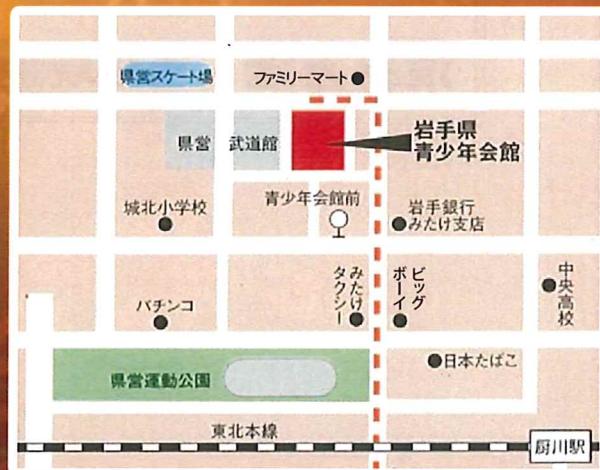 県営スケート場
ファミリーマート
県営 武道館
岩手県
青少年会館
城北小学校
青少年会館前
岩手銀行
みたけ支店
パチンコ
みたけ
タクシー
ビッグ
ボーイ
中央高校
日本たばこ
県営運動公園
東北本線
厨川駅